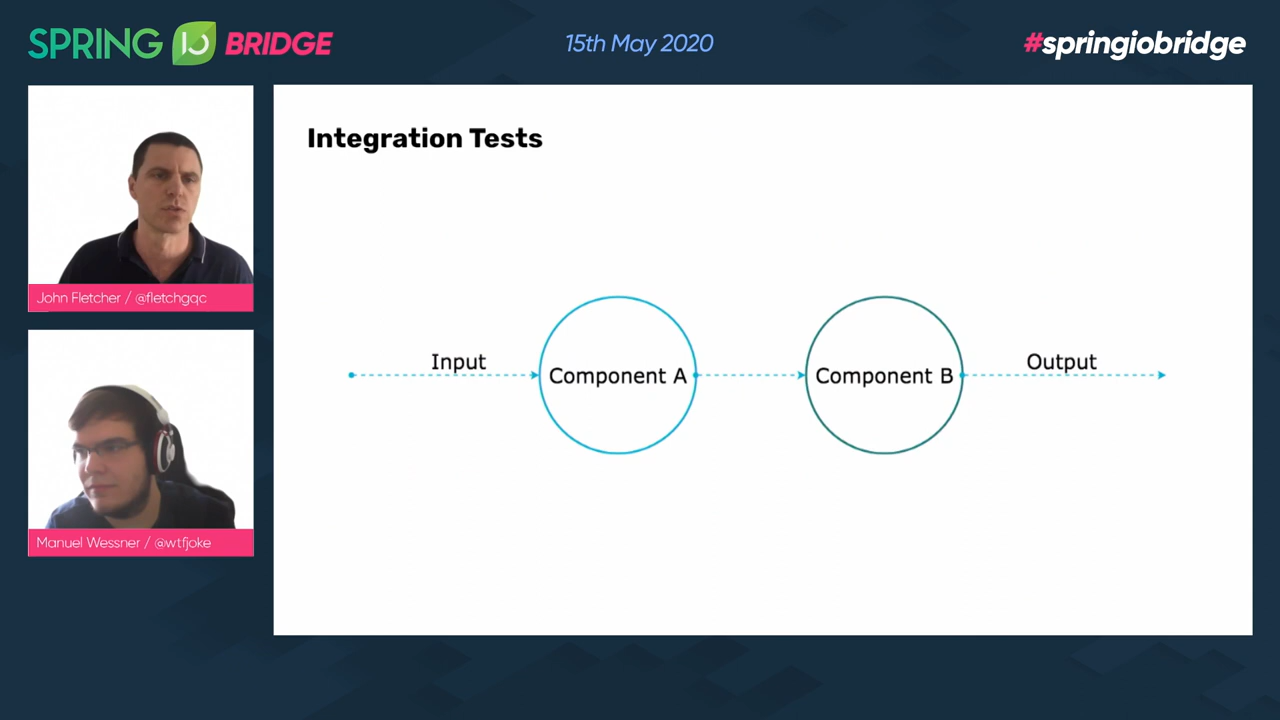 SPRING IO BRIDGE
15th May 2020
#springiobridge
John Fletcher / @fletchgqc
Manuel Wessner / @wtfjoke
Integration Tests
Input
Component A
Component B
Output